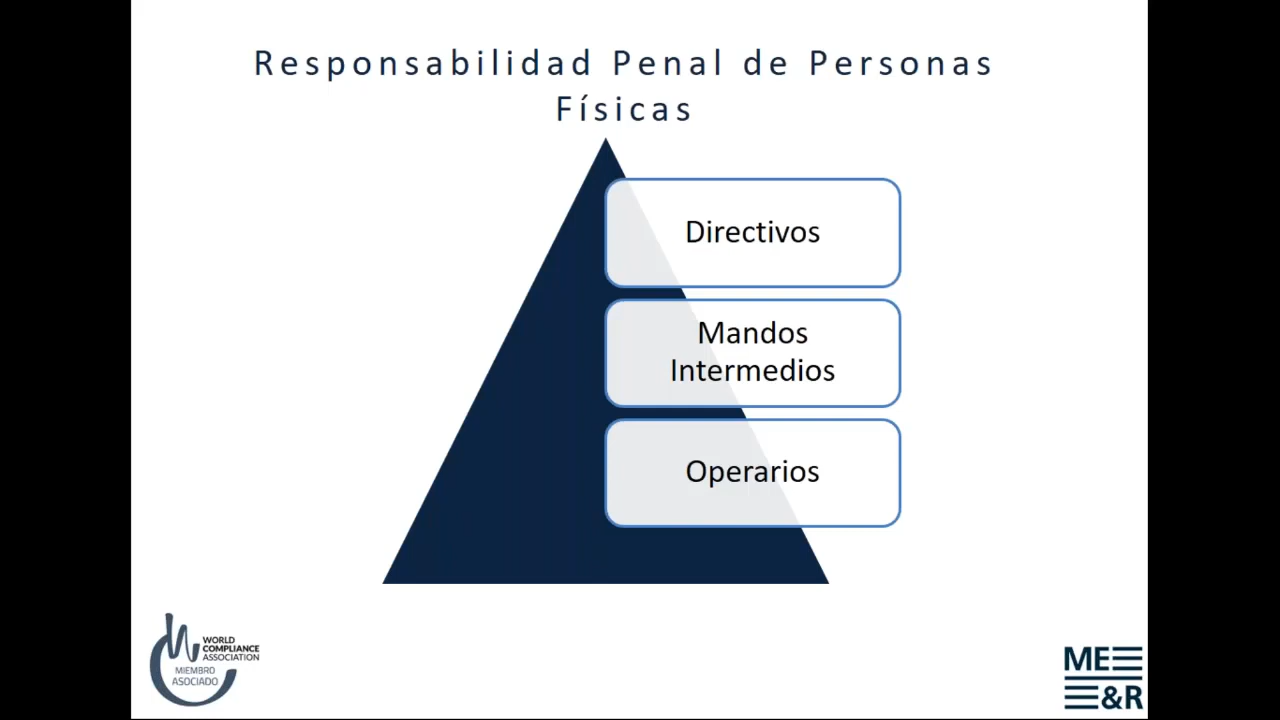 Responsabilidad Penal de Personas
Físicas
Directivos
Mandos
Intermedios
Operarios
WORLD
COMPLIANCE
ASSOCIATION
MIEMBRO
ASOCIADO
ME
&R